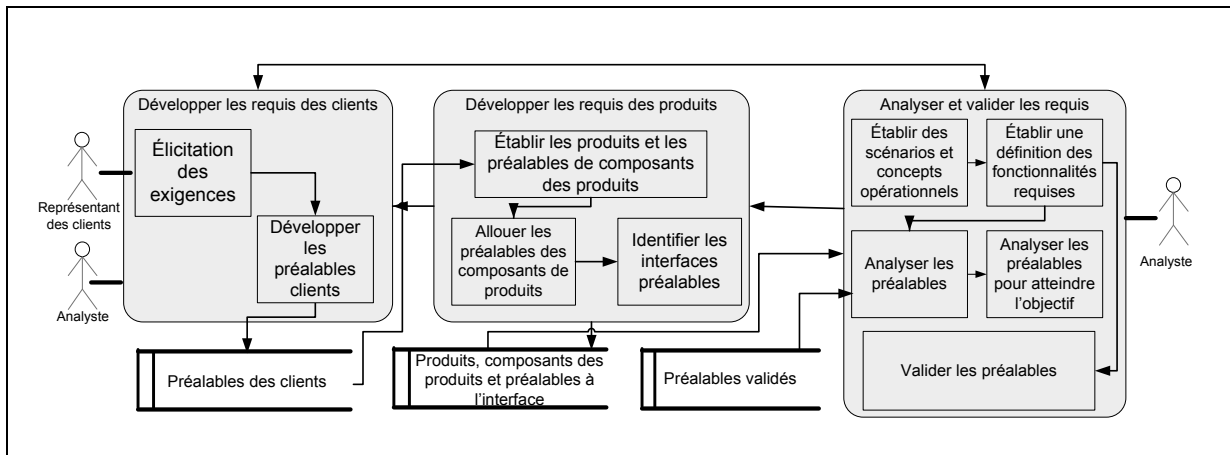 Développer les requis des clients
Élicitation
des
exigences
Développer
les
préalables
clients
Représentant
des clients
Analyste
Développer les requis des produits
Établir les produits et les
préalables de composants
des produits
Allouer les
préalables des
composants de
produits
Identifier les
interfaces
préalables
Analyser et valider les requis
Établir des
scénarios et
concepts
opérationnels
Établir une
définition des
fonctionnalités
requises
Analyser les
préalables
Analyser les
préalables
pour atteindre
l’objectif
Valider les préalables
Analyste
Préalables des clients
Produits, composants des
produits et préalables à
l’interface
Préalables validés